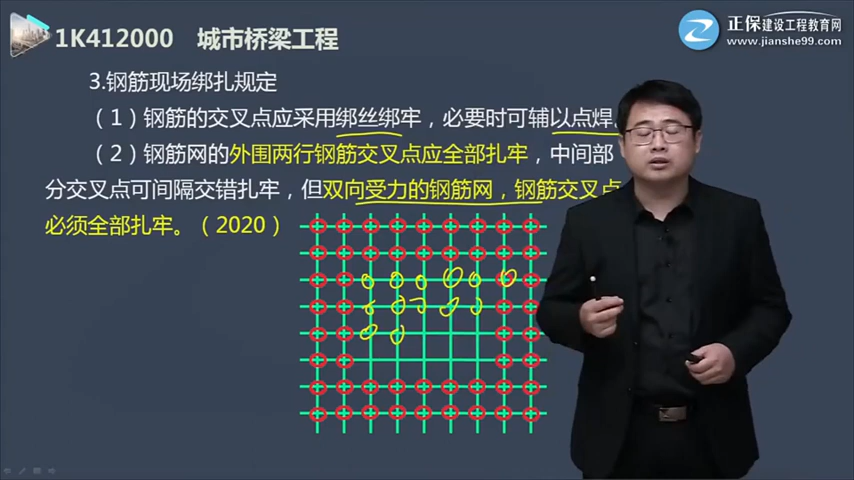 1K412000 城市桥梁工程
正保建设工程教育网
www.jianshe99.com
3.钢筋现场绑扎规定
（1）钢筋的交叉点应采用绑丝绑牢，必要时可辅以点焊
（2）钢筋网的外围两行钢筋交叉点应全部扎牢，中间部
分交叉点可间隔交错扎牢，但双向受力的钢筋网，钢筋交叉点
必须全部扎牢。（2020）